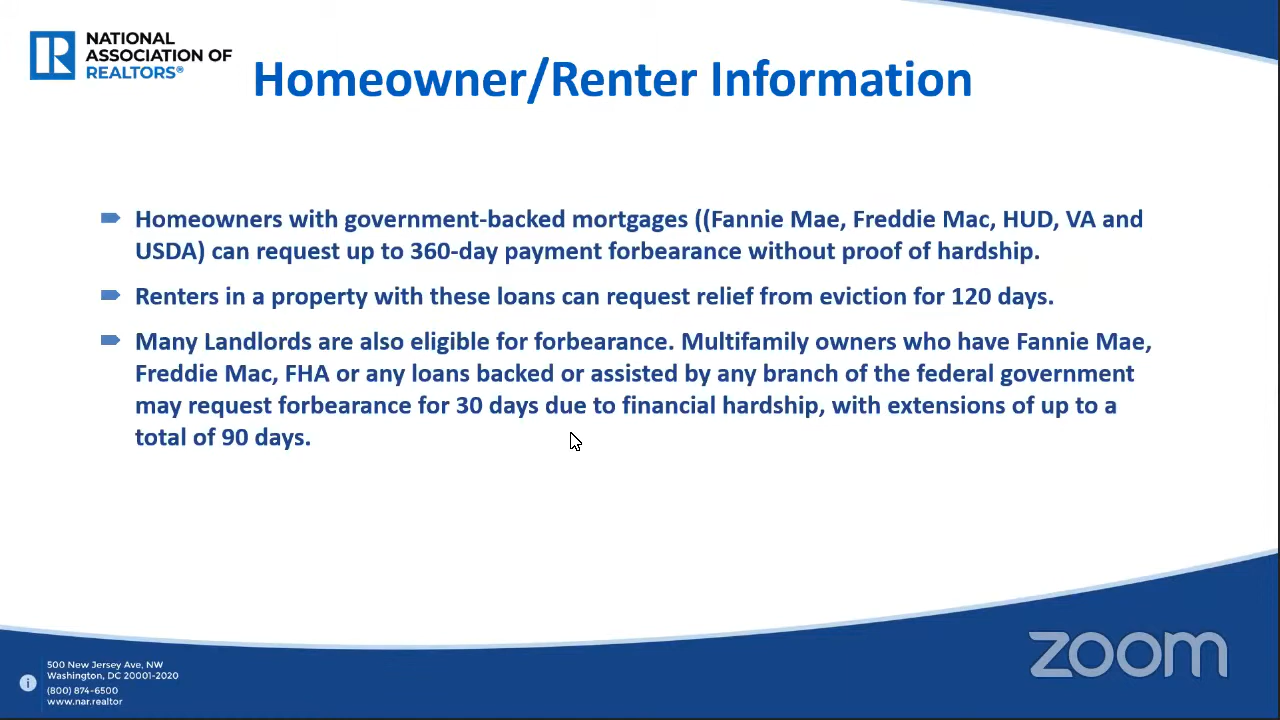 NATIONAL
ASSOCIATION OF
REALTORS®
Homeowner/Renter Information
Homeowners with government-backed mortgages ((Fannie Mae, Freddie Mac, HUD, VA and
USDA) can request up to 360-day payment forbearance without proof of hardship.
Renters in a property with these loans can request relief from eviction for 120 days.
Many Landlords are also eligible for forbearance. Multifamily owners who have Fannie Mae,
Freddie Mac, FHA or any loans backed or assisted by any branch of the federal government
may request forbearance for 30 days due to financial hardship, with extensions of up to a
total of 90 days.
500 New Jersey Ave, NW
Washington, DC 20001-2020
(800) 874-6500
www.nar.realtor
zoom